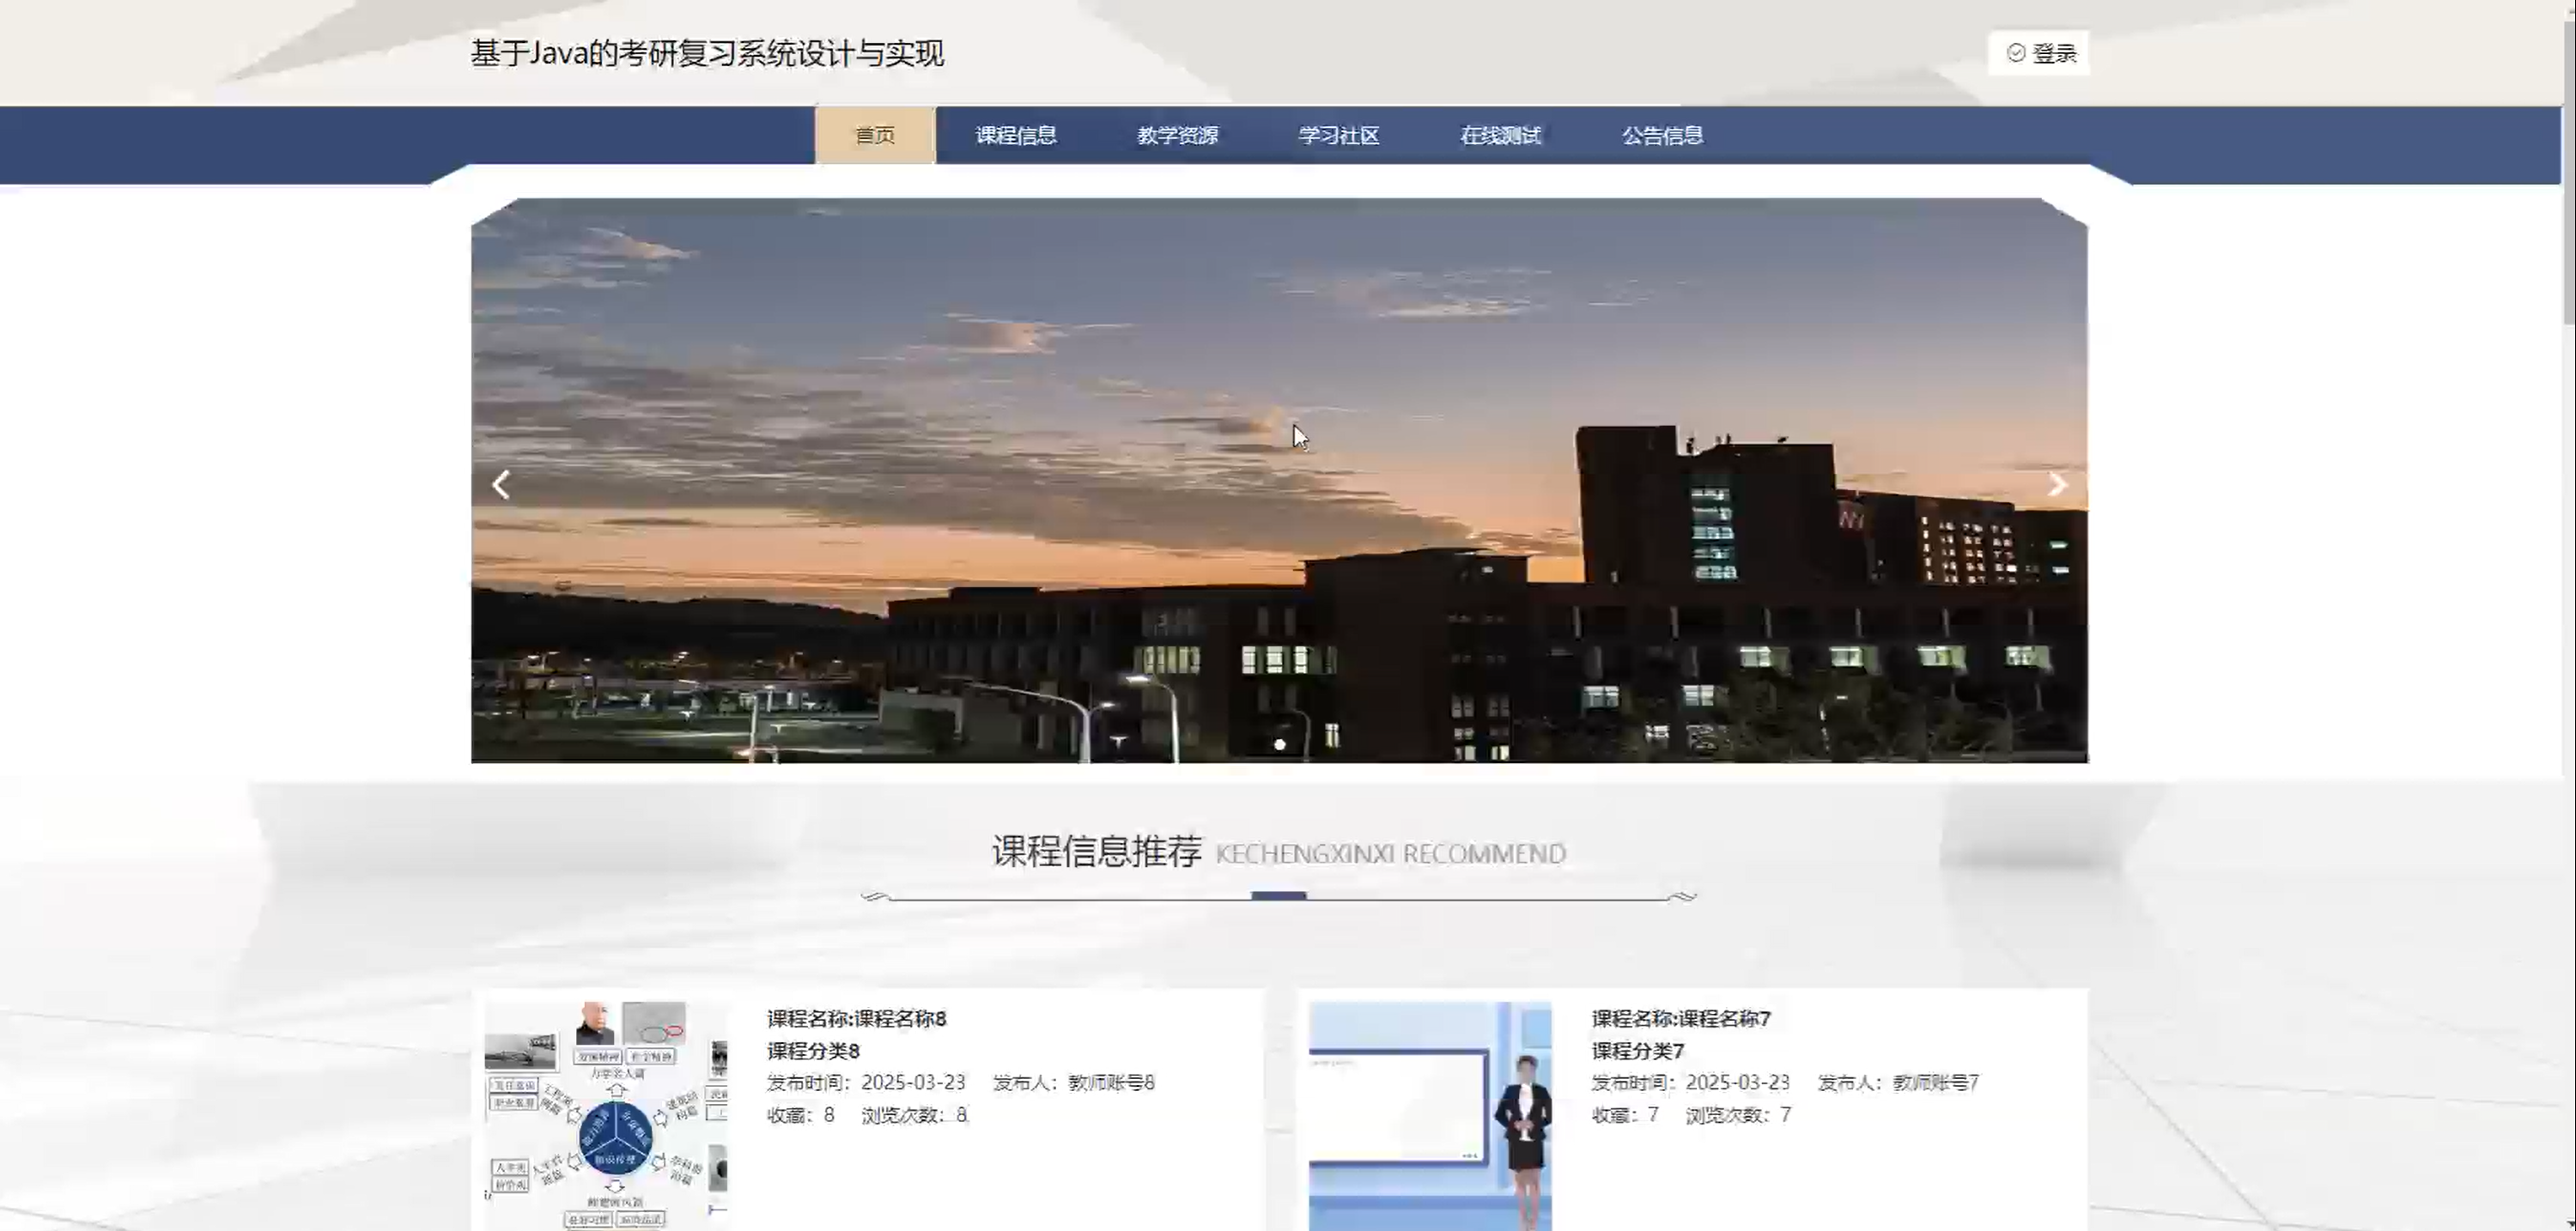 基于Java的考研复习系统设计与实现
登录
首页 课程信息 教学资源 学习社区 在线测试 公告信息
课程信息推荐 KECHENGXINXI RECOMMEND
课程名称:课程名称8
课程分类8
发布时间：2025-03-23 发布人：教师账号8
收藏：8 浏览次数：8
课程名称:课程名称7
课程分类7
发布时间：2025-03-23 发布人：教师账号7
收藏：7 浏览次数：7